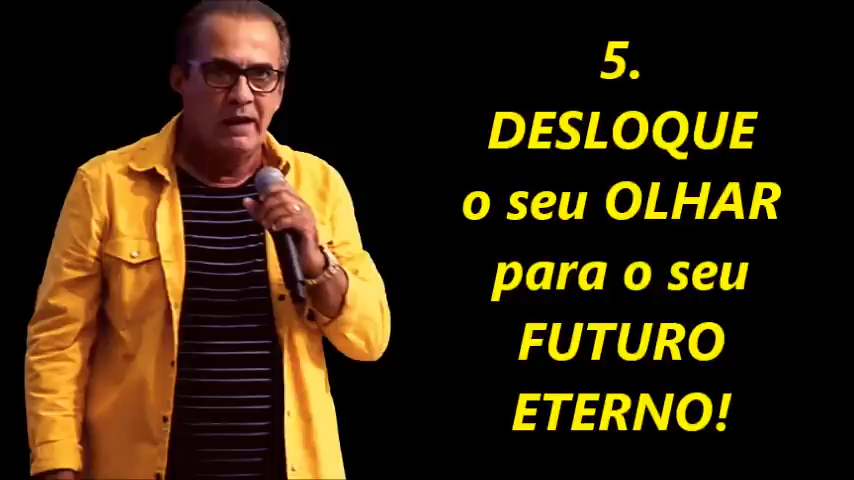 5.
DESLOQUE
o seu OLHAR
para o seu
FUTURO
ETERNO!